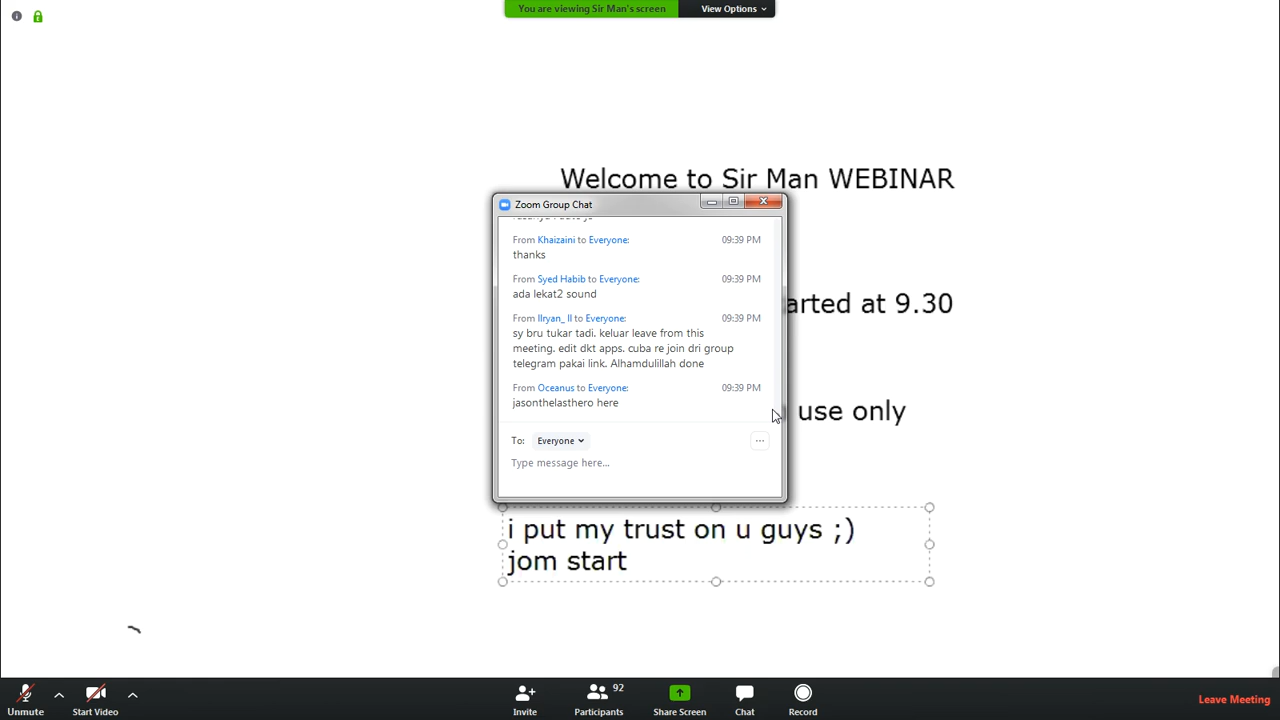 You are viewing Sir Man's screen
View Options
Welcome to Sir Man WEBINAR
Zoom Group Chat
From Khaizaini to Everyone: 09:39 PM
thanks
From Syed Habib to Everyone: 09:39 PM
ada lekat2 sound
From Ilryan_ Il to Everyone: 09:39 PM
sy bru tukar tadi. keluar leave from this
meeting. edit dkt apps. cuba re join dri group
telegram pakai link. Alhamdulillah done
From Oceanus to Everyone: 09:39 PM
jasonthelasthero here
To: Everyone
...
Type message here...
arted at 9.30
use only
i put my trust on u guys ;)
jom start
Unmute
Start Video
Invite
92
Participants
Share Screen
Chat
Record
Leave Meeting